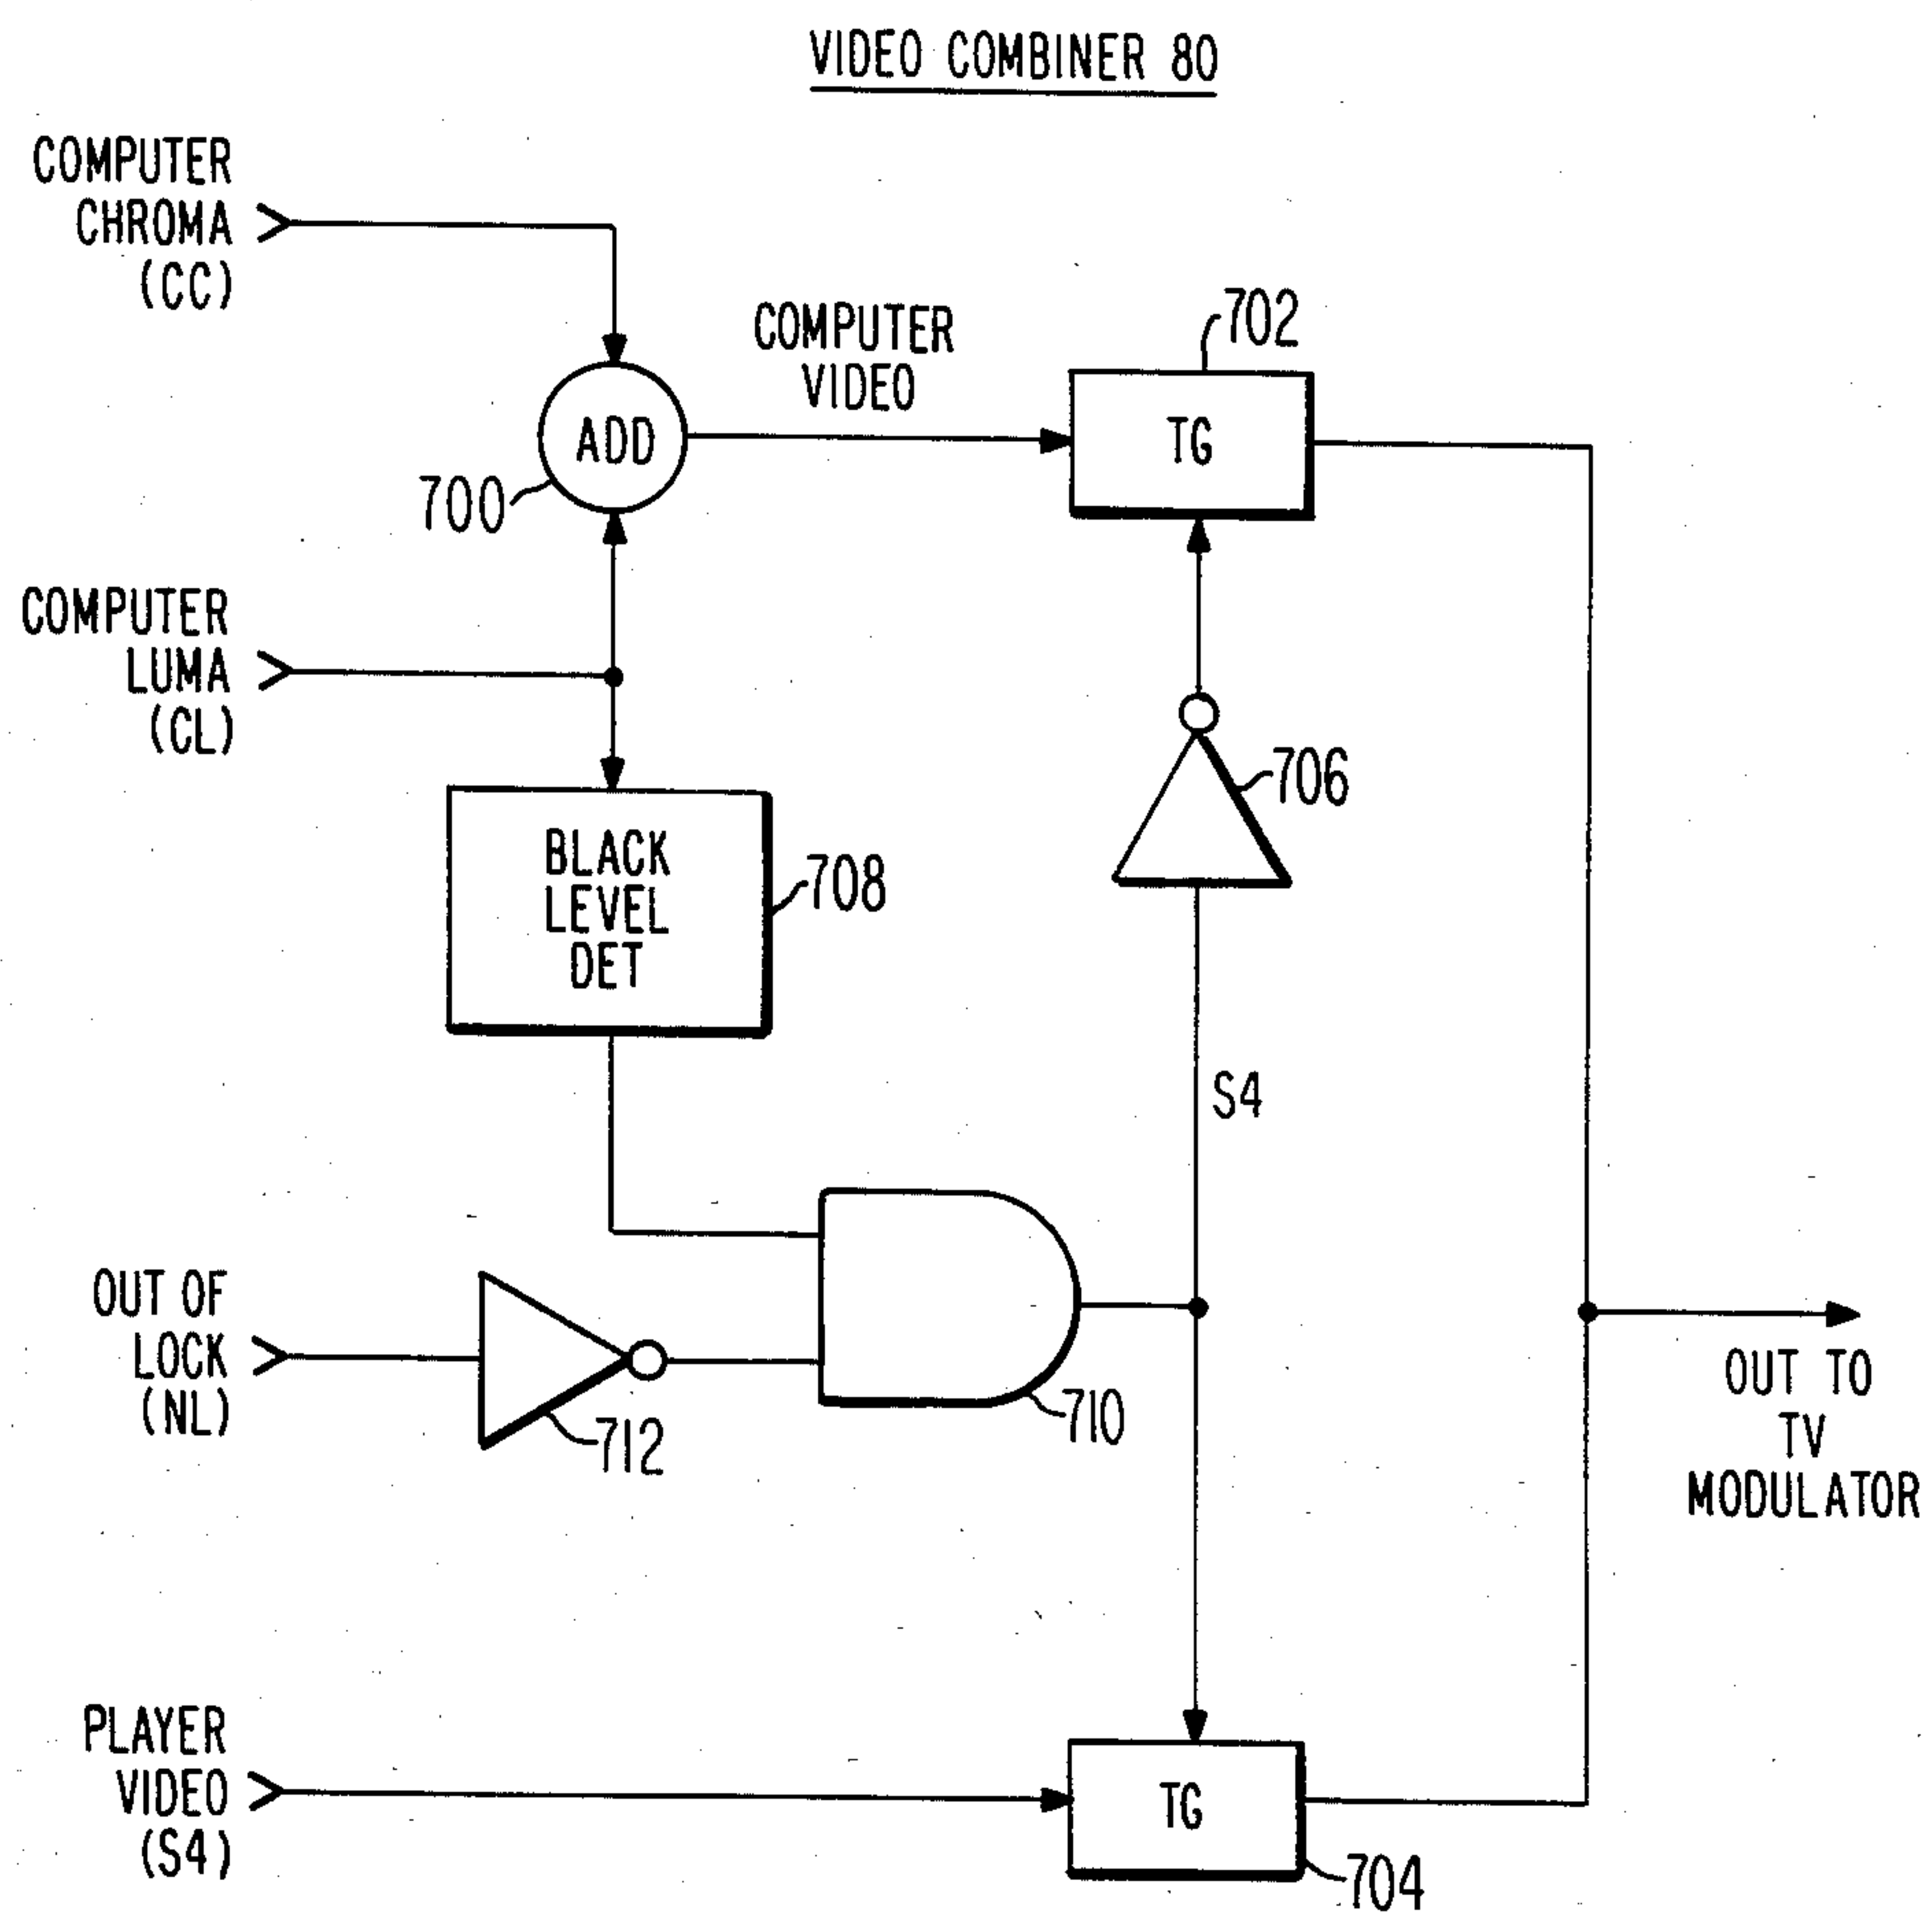 VIDEO COMBINER 80
COMPUTER
CHROMA
(CC)
702
COMPUTER
VIDEO
TG
ADD
700
COMPUTER
LUMA
(CL)
706
BLACK
LEVEL
DET
708
S4
OUT OF
LOCK
(NL)
712
710
OUT TO
TV
MODULATOR
PLAYER
VIDEO
(S4)
TG
704